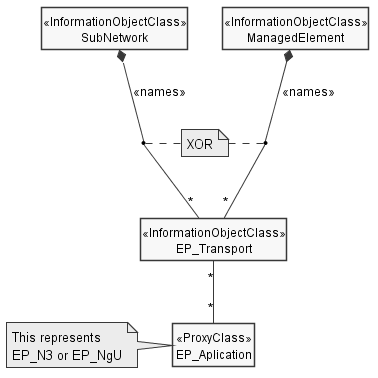 «InformationObjectClass»
SubNetwork
«InformationObjectClass»
ManagedElement
«names»
«names»
XOR
*
*
«InformationObjectClass»
EP_Transport
*
*
This represents
EP_N3 or EP_NgU
«ProxyClass»
EP_Aplication